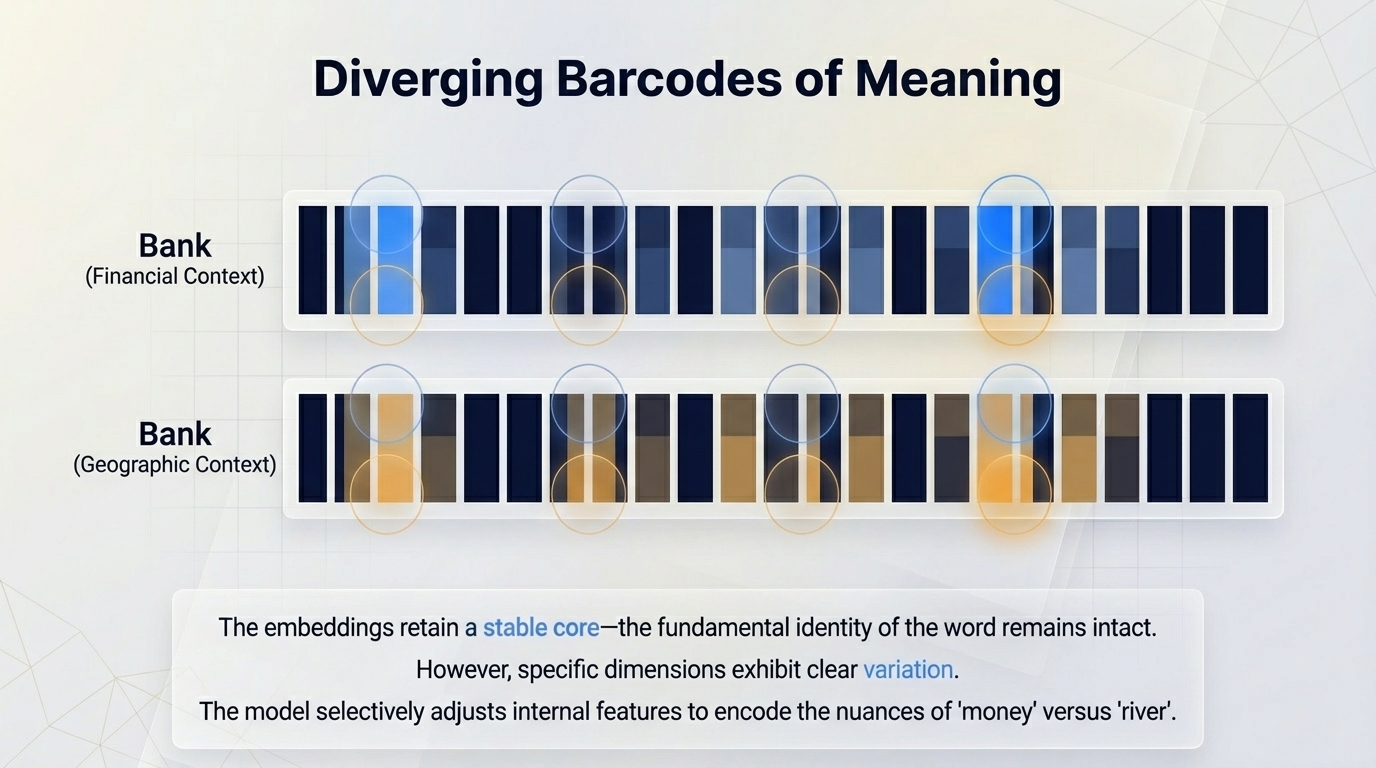 Diverging Barcodes of Meaning
Bank
(Financial Context)
Bank
(Geographic Context)
The embeddings retain a stable core—the fundamental identity of the word remains intact.
However, specific dimensions exhibit clear variation.
The model selectively adjusts internal features to encode the nuances of 'money' versus 'river'.